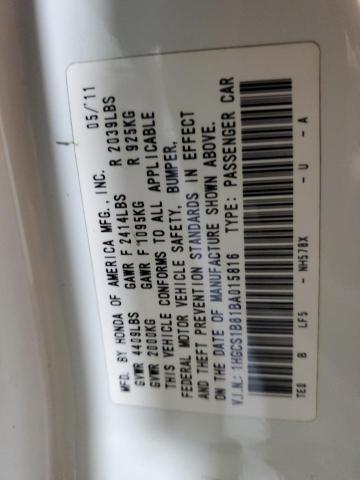 MFD. BY HONDA OF AMERICA MFG., INC. 05/'11
GVWR 4409LBS GAWR F 2414LBS R 2039LBS
GVWR 2000KG GAWR F 1095KG R 925KG
THIS VEHICLE CONFORMS TO ALL APPLICABLE
FEDERAL MOTOR VEHICLE SAFETY, BUMPER,
AND THEFT PREVENTION STANDARDS IN EFFECT
ON THE DATE OF MANUFACTURE SHOWN ABOVE.
V.I.N.: 1HGCS1B81BA015816 TYPE: PASSENGER CAR
TE0 B LF5 - NH578X - U - A